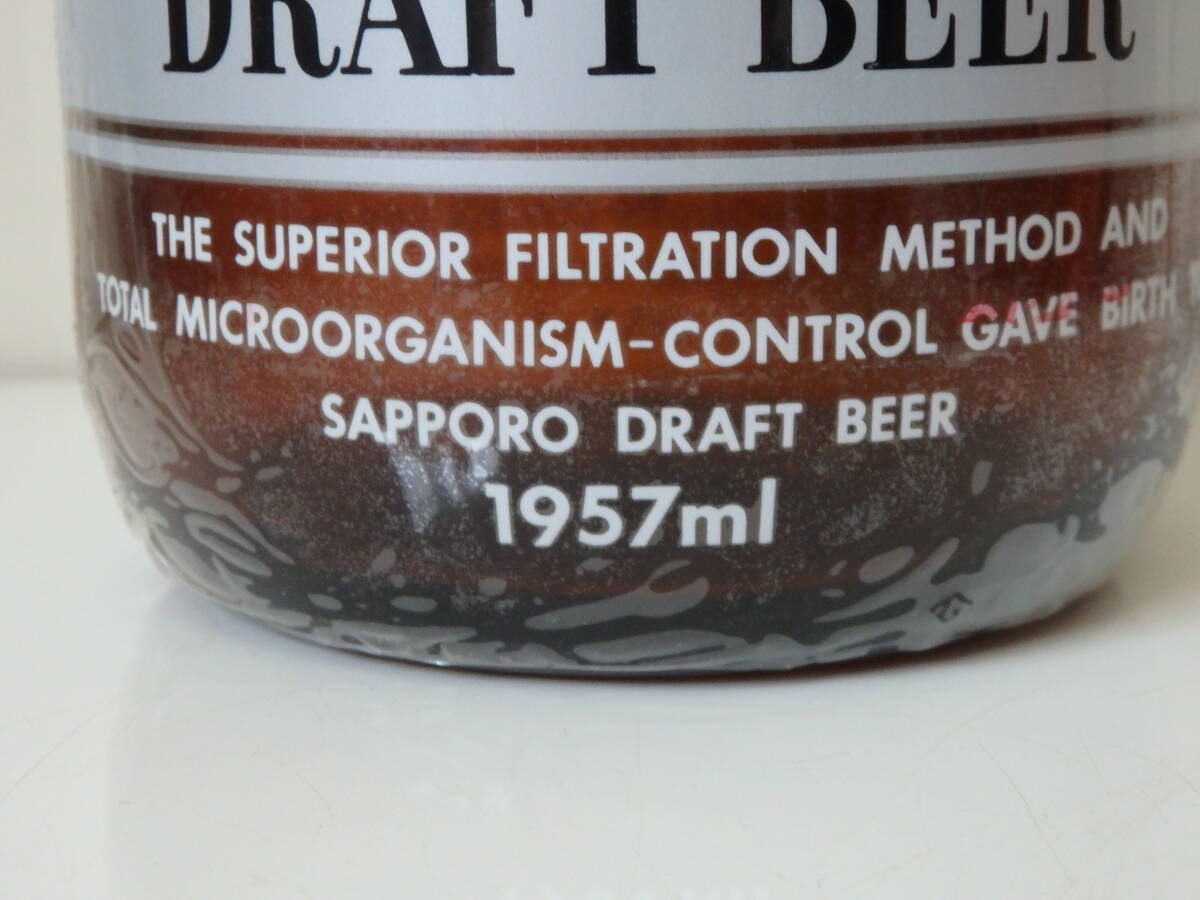 DRAFT BEER
THE SUPERIOR FILTRATION METHOD AND
TOTAL MICROORGANISM-CONTROL GAVE BIRTH
SAPPORO DRAFT BEER
1957ml